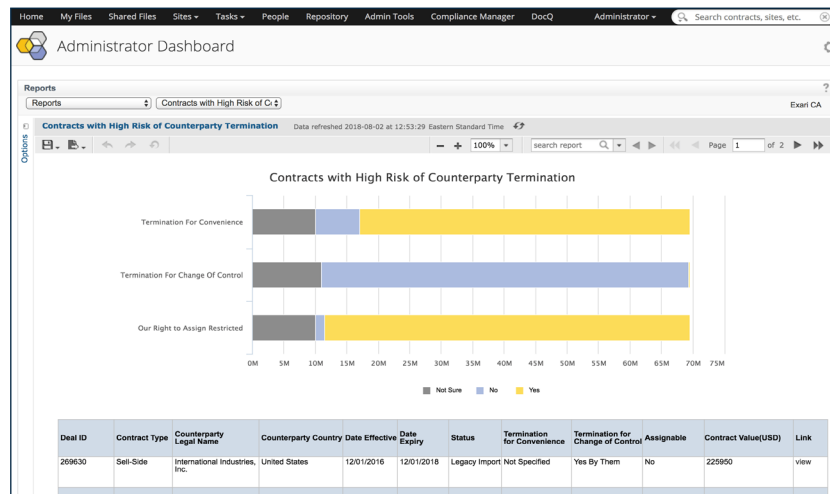 Home My Files Shared Files Sites Tasks People Repository Admin Tools Compliance Manager DocQ Administrator Search contracts, sites, etc.
Administrator Dashboard
Reports ?
Reports Contracts with High Risk of Exari CA
Options
Contracts with High Risk of Counterparty Termination Data refreshed 2018-08-02 at 12:53:29 Eastern Standard Time
100% search report Page 1 of 2
Contracts with High Risk of Counterparty Termination
Termination For Convenience
Termination For Change Of Control
Our Right to Assign Restricted
0M 5M 10M 15M 20M 25M 30M 35M 40M 45M 50M 55M 60M 65M 70M 75M
Not Sure No Yes
Deal ID Contract Type Counterparty Legal Name Counterparty Country Date Effective Date Expiry Status Termination for Convenience Termination for Change of Control Assignable Contract Value(USD) Link
269630 Sell-Side International Industries, Inc. United States 12/01/2016 12/01/2018 Legacy Import Not Specified Yes By Them No 225950 view